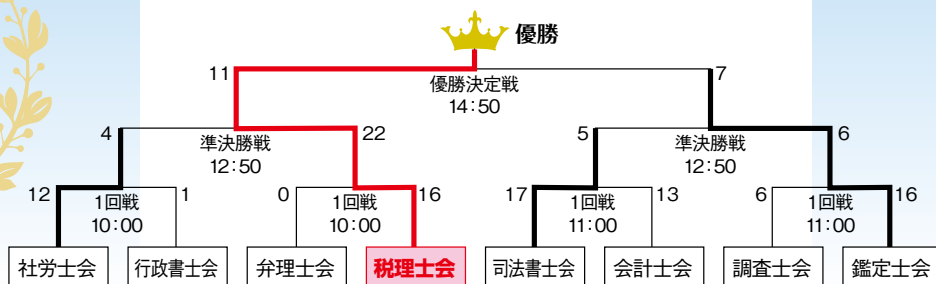 優勝
11
7
優勝決定戦
14:50
4
準決勝戦
12:50
22
5
準決勝戦
12:50
6
12
1回戦
10:00
1
0
1回戦
10:00
16
17
1回戦
11:00
13
6
1回戦
11:00
16
社労士会
行政書士会
弁理士会
税理士会
司法書士会
会計士会
調査士会
鑑定士会